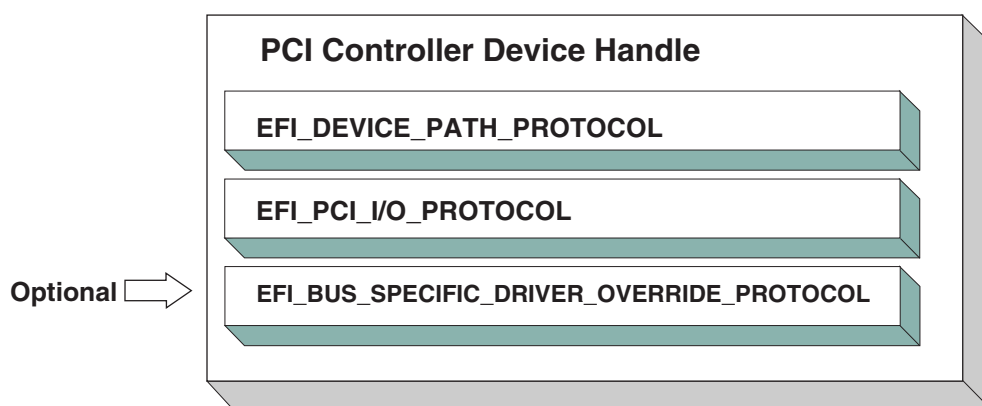 PCI Controller Device Handle
EFI_DEVICE_PATH_PROTOCOL
EFI_PCI_I/O_PROTOCOL
Optional
EFI_BUS_SPECIFIC_DRIVER_OVERRIDE_PROTOCOL